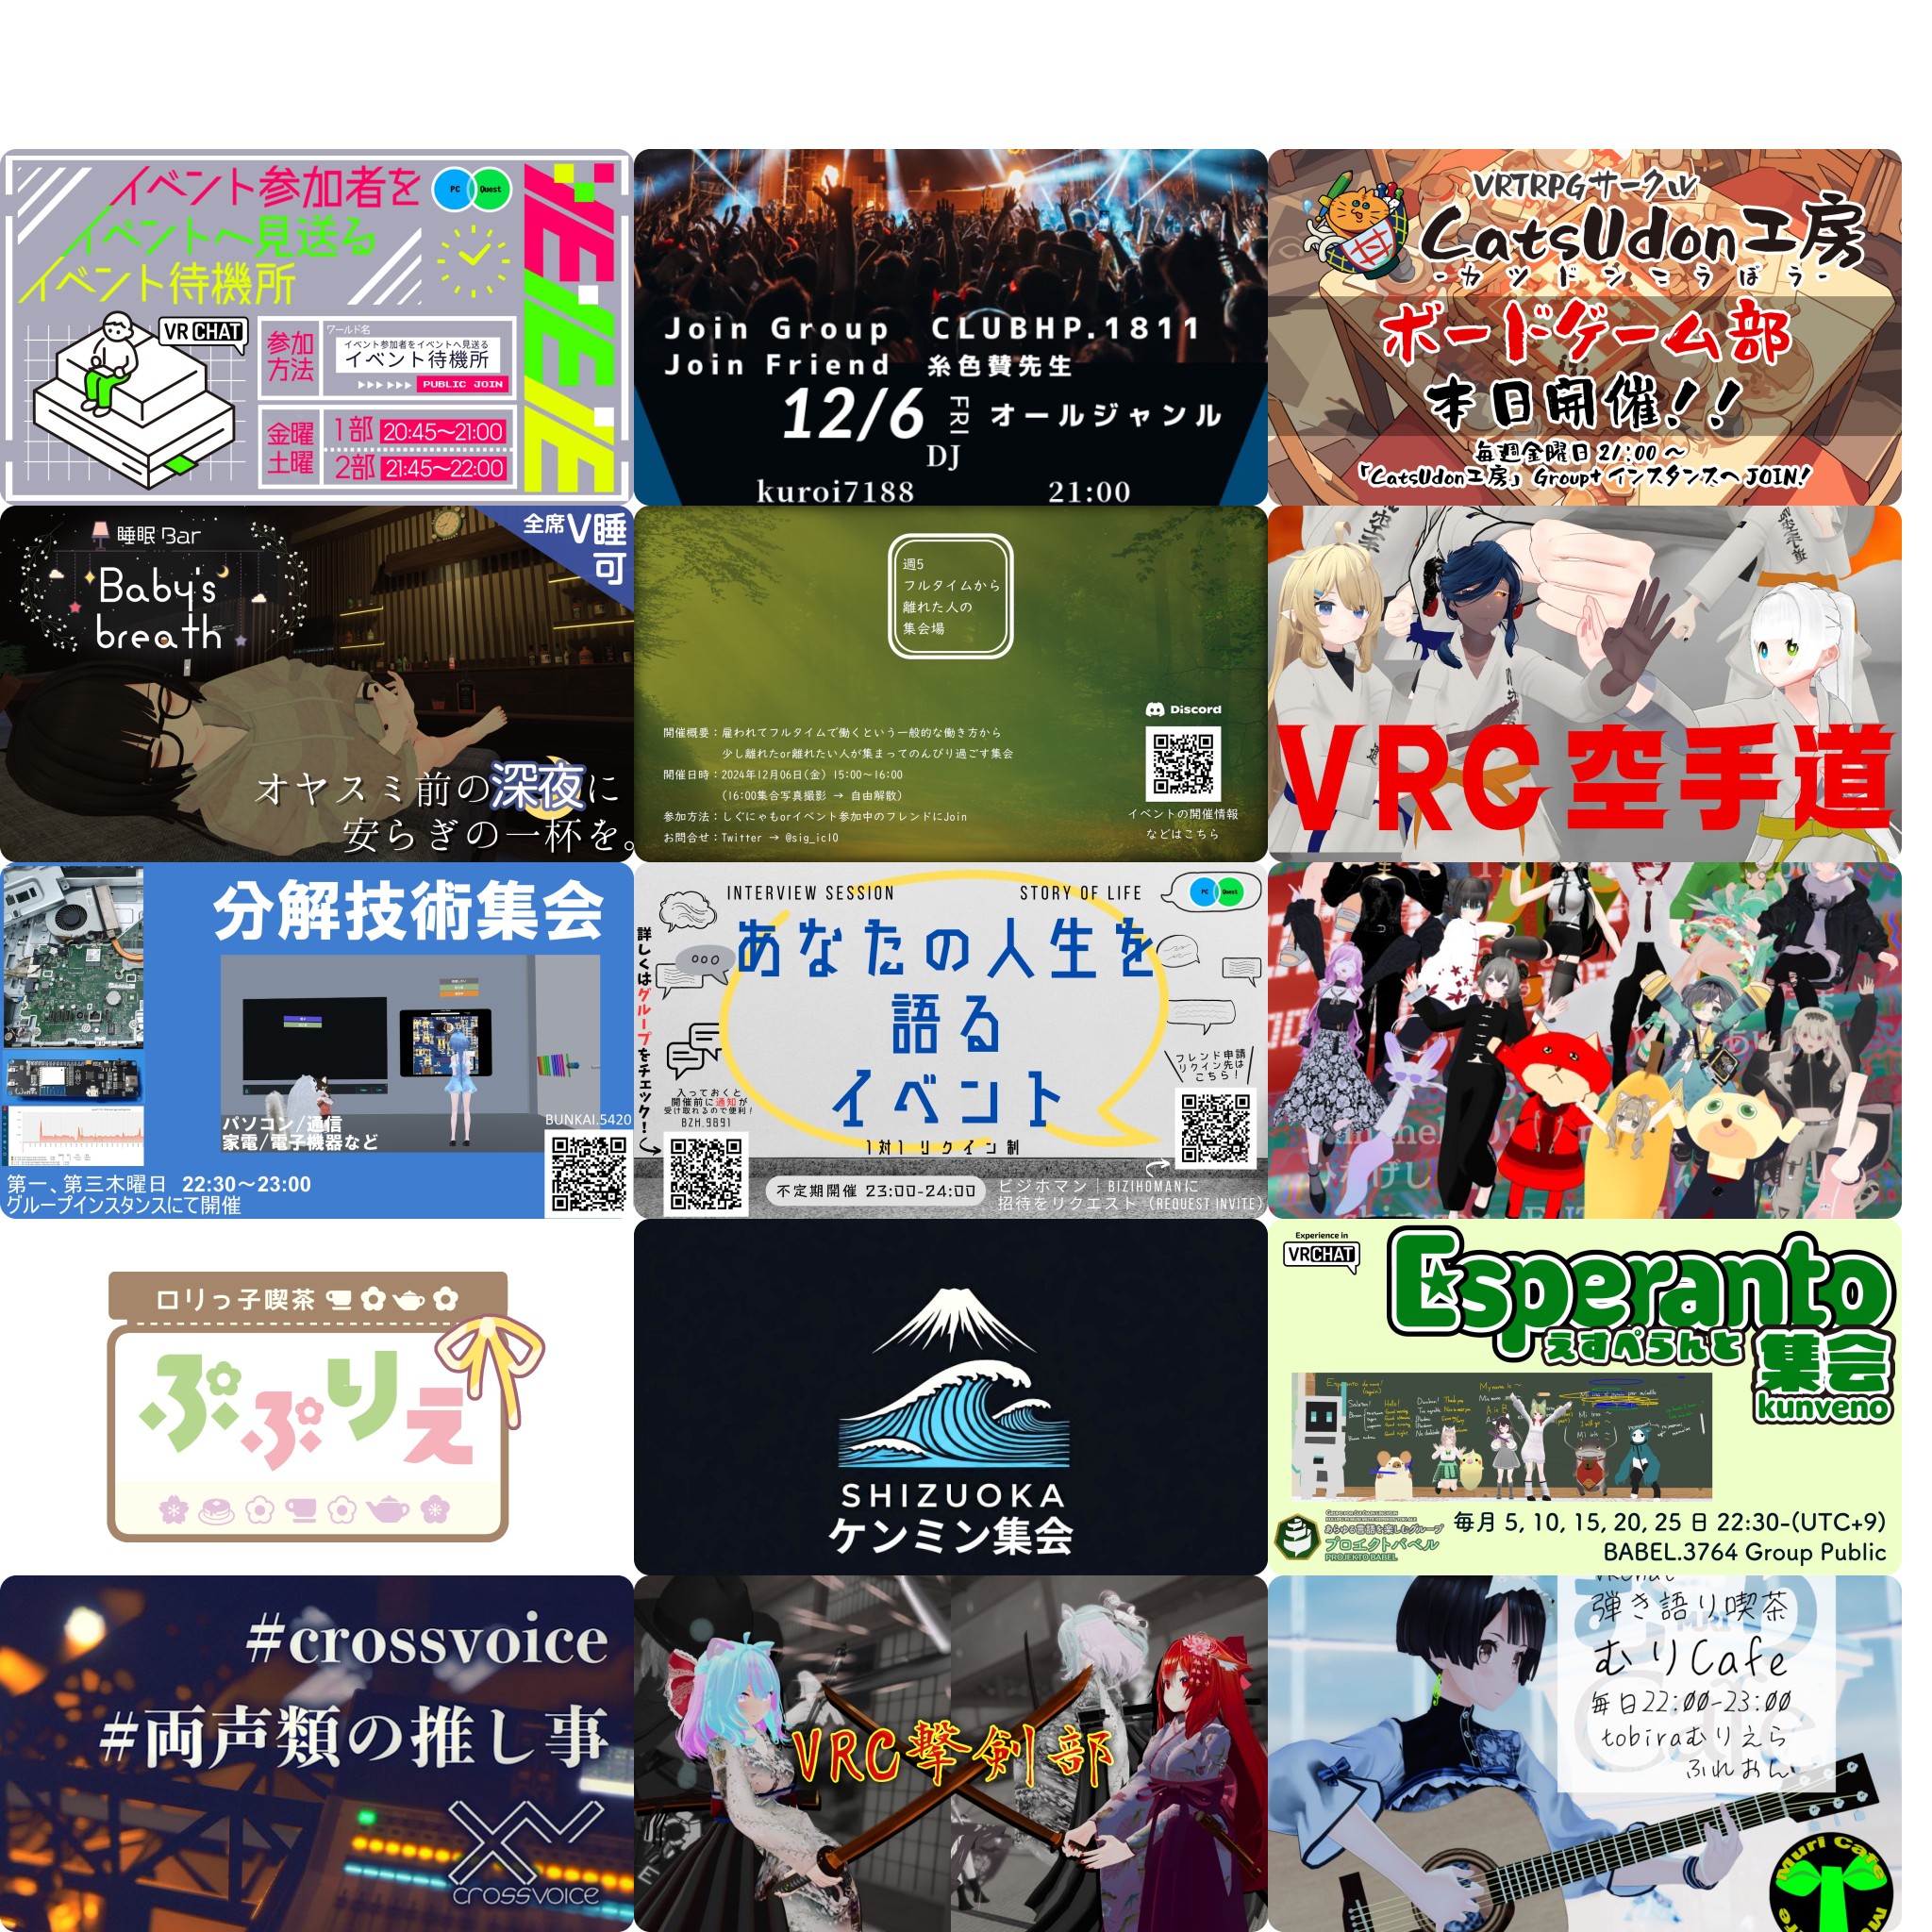 イベント参加者を
イベントへ見送る
イベント待機所
PC
Quest
VRCHAT
参加
方法
ワールド名
イベント参加者をイベントへ見送る
イベント待機所
PUBLIC JOIN
金曜
土曜
1部 20:45～21:00
2部 21:45～22:00
Join Group CLUBHP.1811
Join Friend 糸色賛先生
12/6 FRI オールジャンル
DJ
kuroi7188 21:00
VRTRPGサークル
CatsUdon工房
-カツドンこうぼう-
ボードゲーム部
本日開催!!
毎週金曜日 21:00～
「CatsUdon工房」 Group+インスタンスへJOIN!
睡眠Bar
Baby's
breath
全席V睡
可
オヤスミ前の深夜に
安らぎの一杯を。
週5
フルタイムから
離れた人の
集会場
開催概要：雇われてフルタイムで働くという一般的な働き方から
少し離れたor離れたい人が集まってのんびり過ごす集会
開催日時：2024年12月06日(金) 15:00～16:00
(16:00集合写真撮影 → 自由解散)
参加方法：しぐにゃもorイベント参加中のフレンドにJoin
お問合せ：Twitter → @sig_icl0
Discord
イベントの開催情報
などはこちら
VRC空手道
分解技術集会
パソコン/通信
家電/電子機器など
BUNKAI.5420
第一、第三木曜日 22:30～23:00
グループインスタンスにて開催
INTERVIEW SESSION
STORY OF LIFE
PC
Quest
あなたの人生を
語る
イベント
1対1 リクイン制
詳しくはグループをチェック!
入っておくと
開催前に通知が
受け取れるので便利!
BZH.9891
フレンド申請
リクイン先は
こちら!
不定期開催 23:00-24:00
ビジホマン｜BIZIHOMANに
招待をリクエスト (REQUEST INVITE)
ロリっ子喫茶
ぷぷりえ
SHIZUOKA
ケンミン集会
Experience in
VRCHAT
Esperanto
えすぺらんと
集会
kunveno
あらゆる言語を楽しむグループ
プロエクトバベル
PROJEKTO BABEL
毎月 5, 10, 15, 20, 25 日 22:30-(UTC+9)
BABEL.3764 Group Public
#crossvoice
#両声類の推し事
crossvoice
VRC撃剣部
VRChat
弾き語り喫茶
むりCafe
毎日22:00-23:00
tobiraむりえら
ふれおん
Muri Cafe